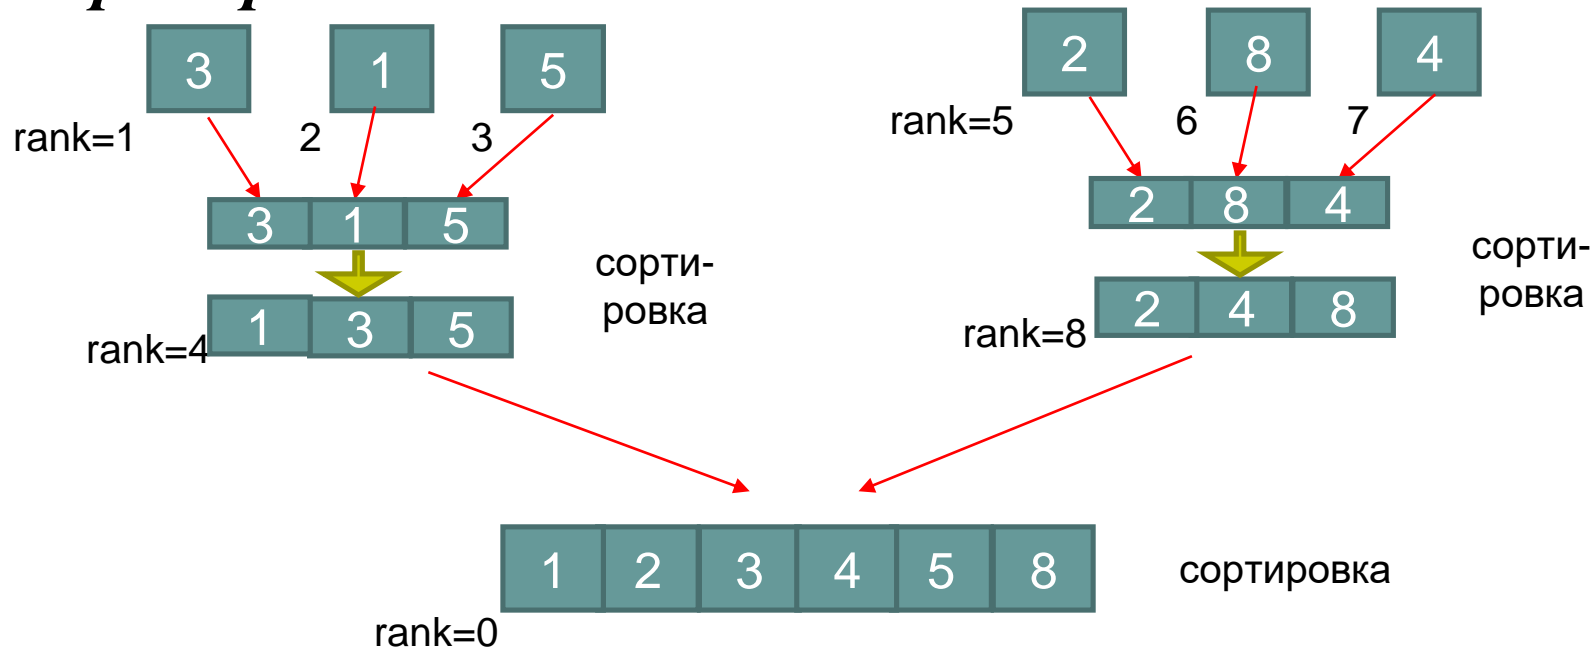 3 1 5
rank=1 2 3
3 1 5
сорти-
ровка
1 3 5
rank=4
2 8 4
rank=5 6 7
2 8 4
сорти-
ровка
2 4 8
rank=8
1 2 3 4 5 8
сортировка
rank=0